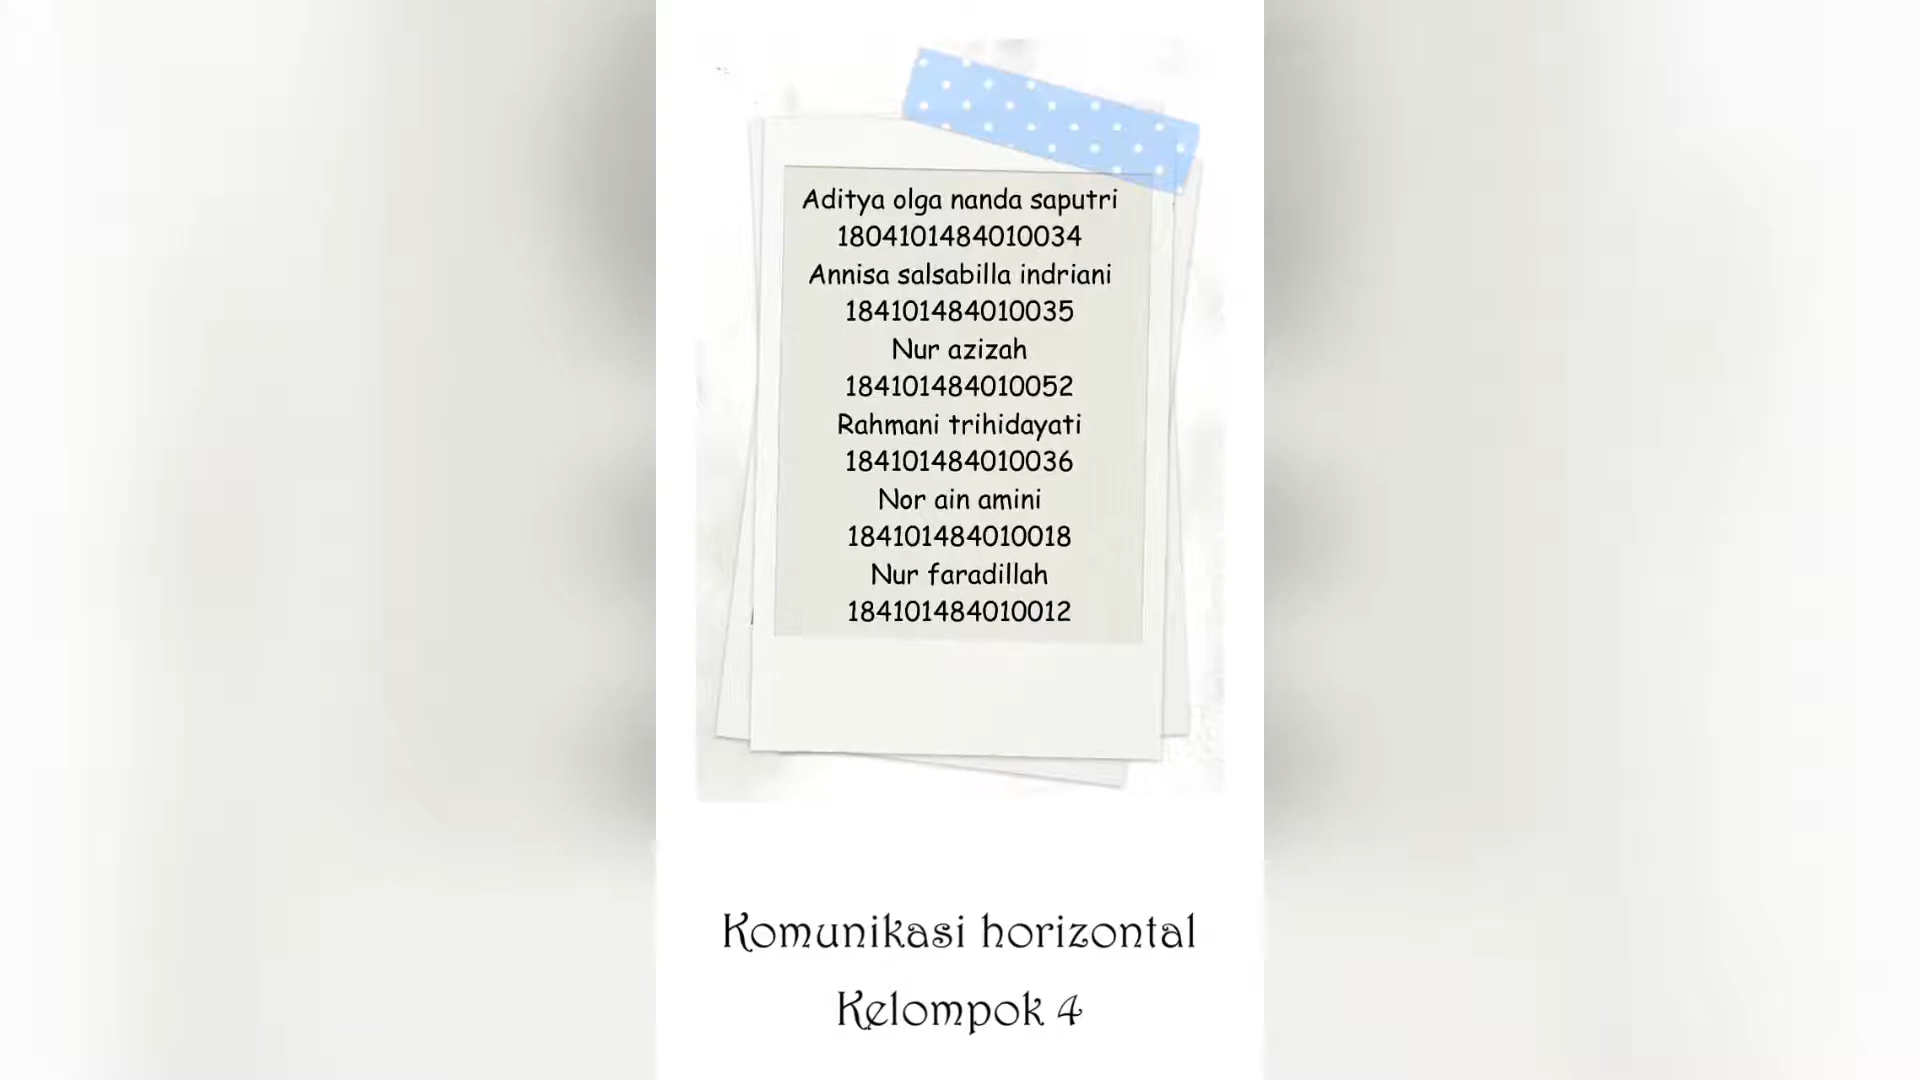 Aditya olga nanda saputri
1804101484010034
Annisa salsabilla indriani
184101484010035
Nur azizah
184101484010052
Rahmani trihidayati
184101484010036
Nor ain amini
184101484010018
Nur faradillah
184101484010012
Komunikasi horizontal
Kelompok 4